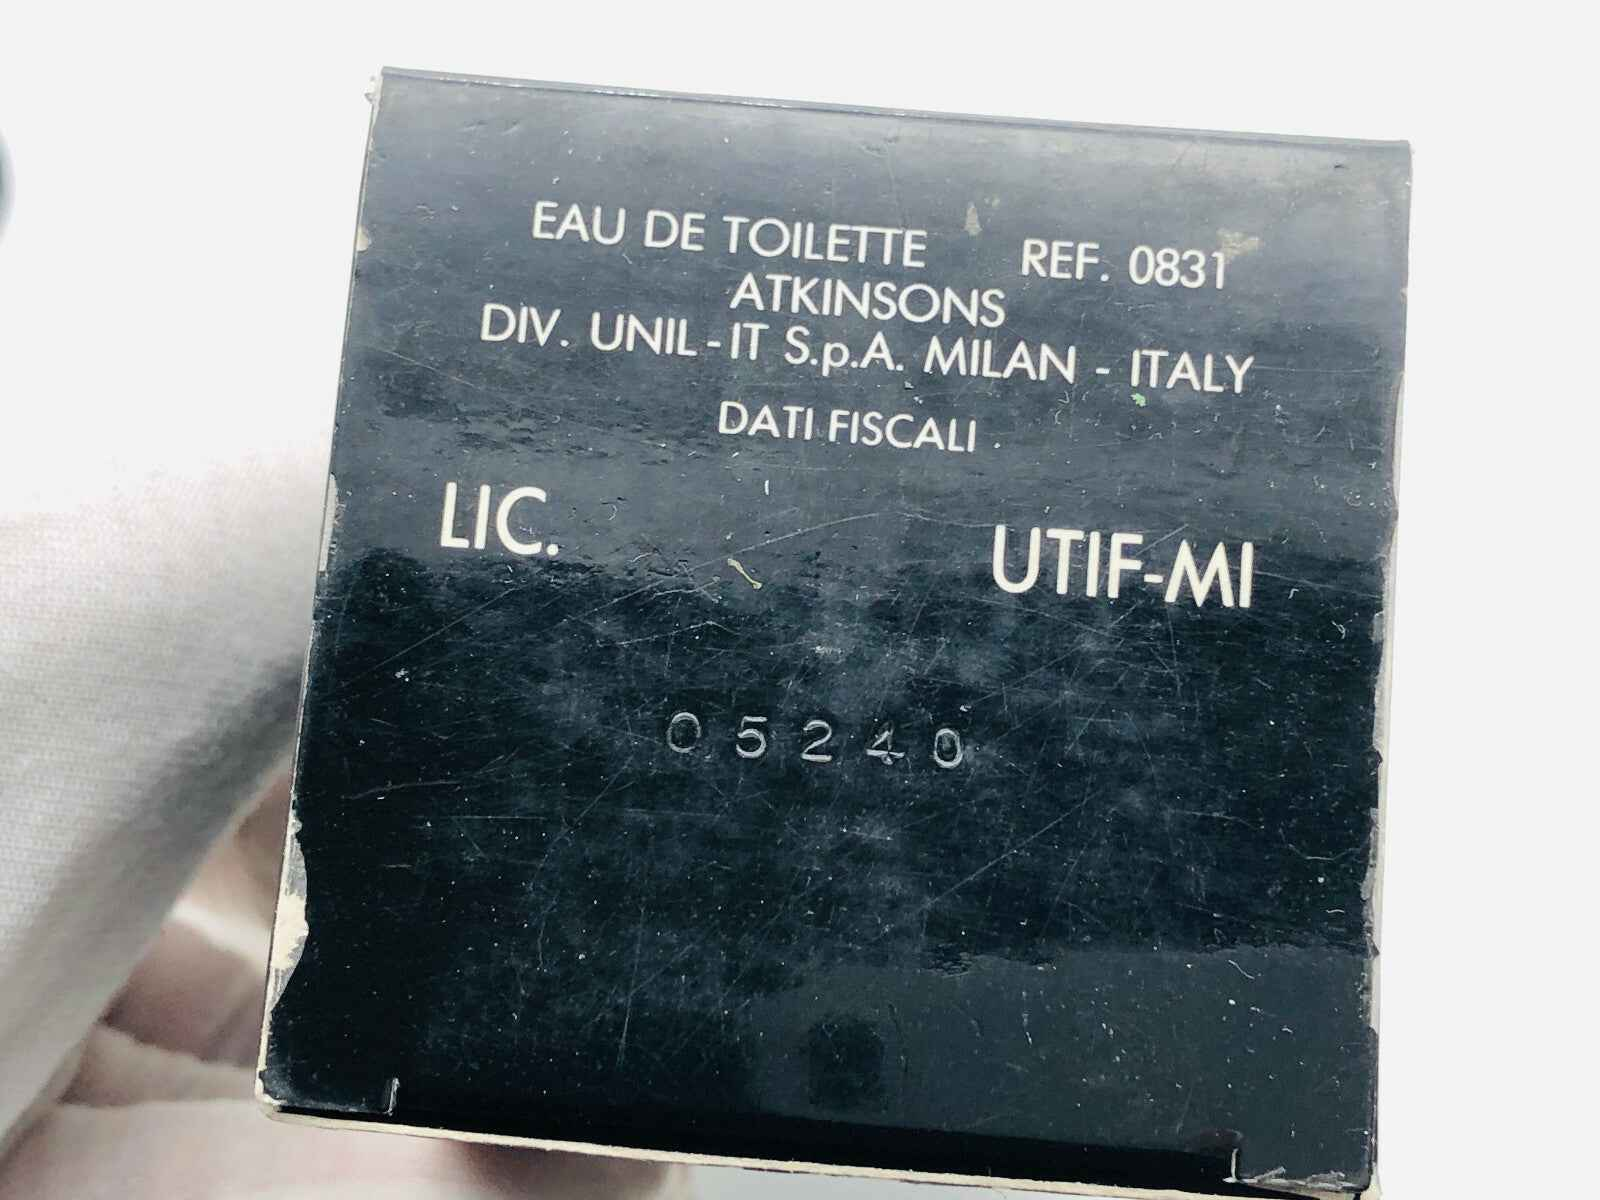 EAU DE TOILETTE REF. 0831
ATKINSONS
DIV. UNIL-IT S.p.A. MILAN - ITALY
DATI FISCALI
LIC. UTIF-MI
05240